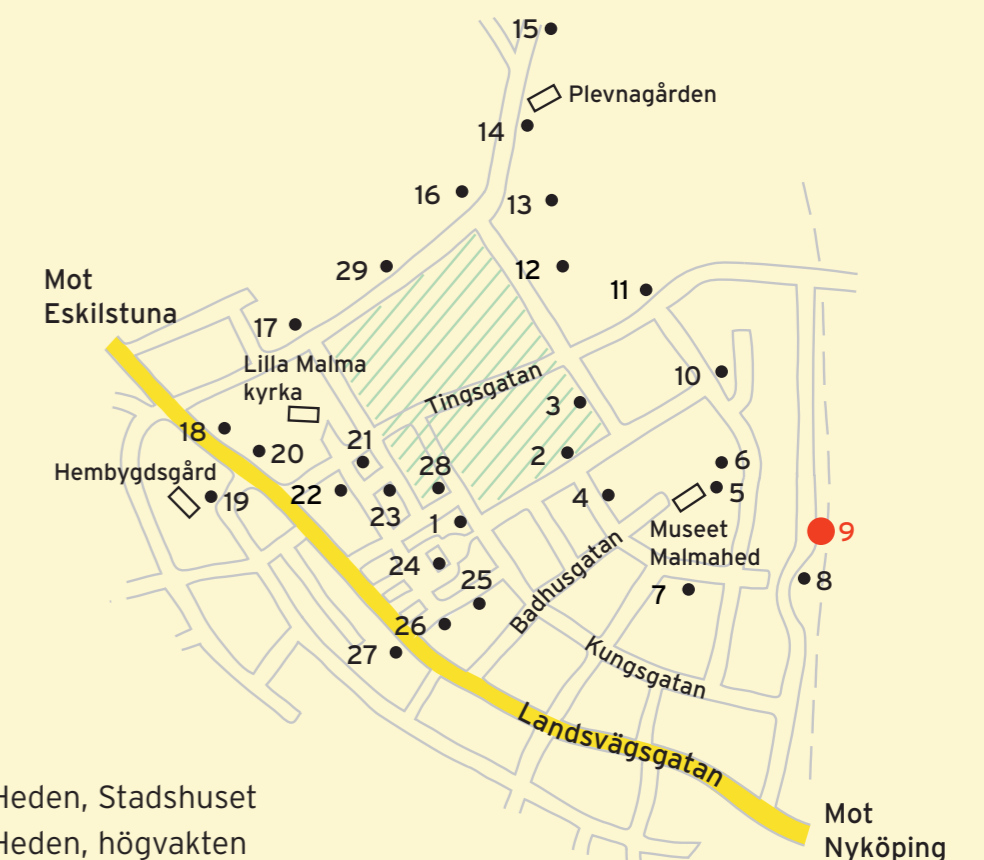 15
Plevnagården
14
16
13
29
12
11
Mot
Eskilstuna
17
Lilla Malma
kyrka
Tingsgatan
10
3
18
20
21
2
28
6
Hembygdsgård
19
22
23
4
5
1
Museet
Malmahed
9
24
25
Badhusgatan
7
8
26
27
Kungsgatan
Landsvägsgatan
Heden, Stadshuset
Heden, högvakten
Mot
Nyköping